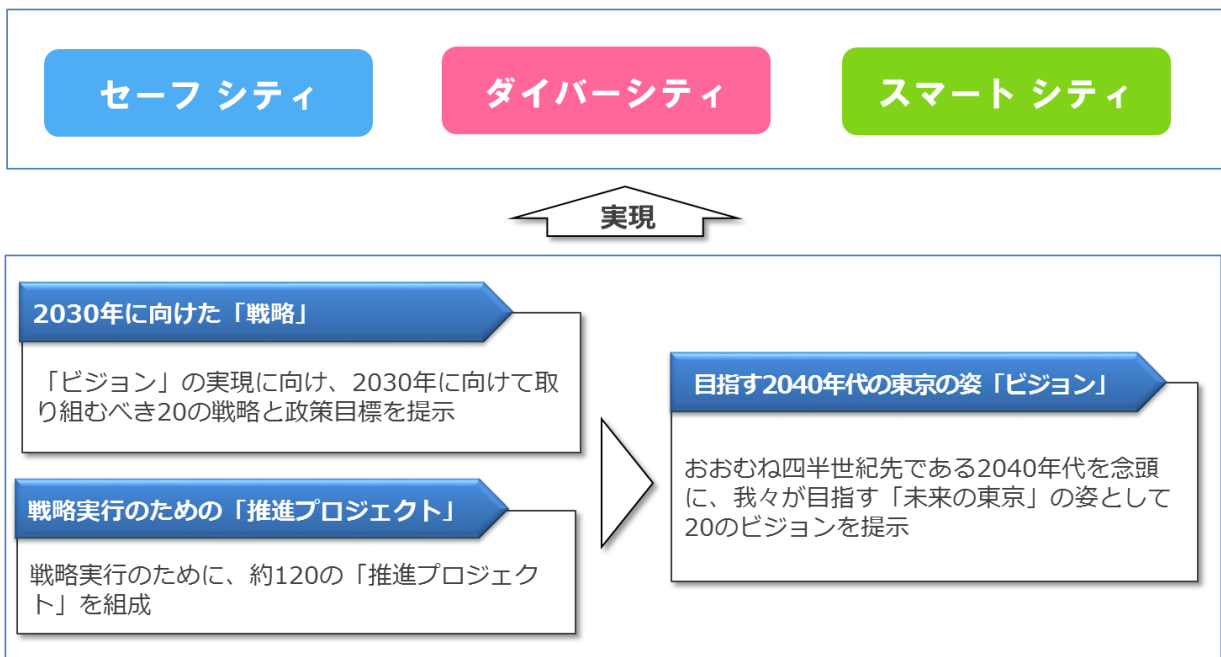 セーフ シティ
ダイバーシティ
スマート シティ
実現
2030年に向けた「戦略」
「ビジョン」の実現に向け、2030年に向けて取
り組むべき20の戦略と政策目標を提示
戦略実行のための「推進プロジェクト」
戦略実行のために、約120の「推進プロジェク
ト」を組成
目指す2040年代の東京の姿「ビジョン」
おおむね四半世紀先である2040年代を念頭
に、我々が目指す「未来の東京」の姿として
20のビジョンを提示